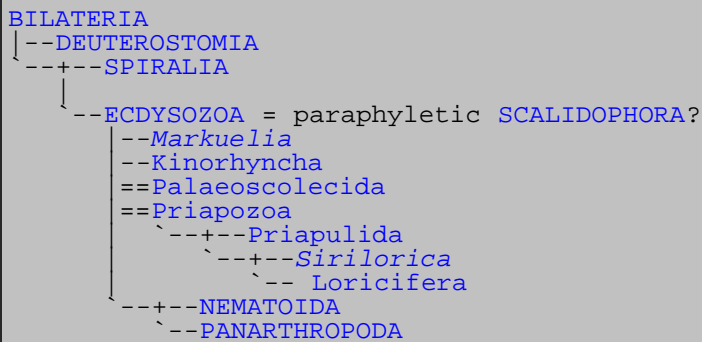 BILATERIA
|--DEUTEROSTOMIA
`--+--SPIRALIA
   |
   `--ECDYSOZOA = paraphyletic SCALIDOPHORA?
      |--Markuelia
      |--Kinorhyncha
      |==Palaeoscolecida
      |==Priapozoa
      |  `--+--Priapulida
      |     `--+--Sirilorica
      |        `-- Loricifera
      `--+--NEMATOIDA
         `--PANARTHROPODA